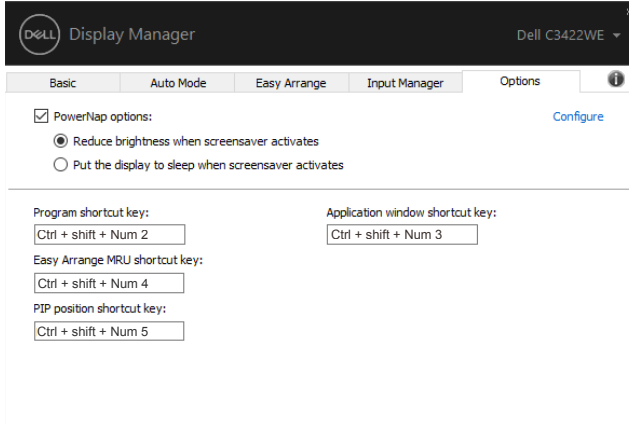 DELL Display Manager Dell C3422WE
Basic Auto Mode Easy Arrange Input Manager Options i
PowerNap options: Configure
Reduce brightness when screensaver activates
Put the display to sleep when screensaver activates
Program shortcut key: Application window shortcut key:
Ctrl + shift + Num 2 Ctrl + shift + Num 3
Easy Arrange MRU shortcut key:
Ctrl + shift + Num 4
PIP position shortcut key:
Ctrl + shift + Num 5